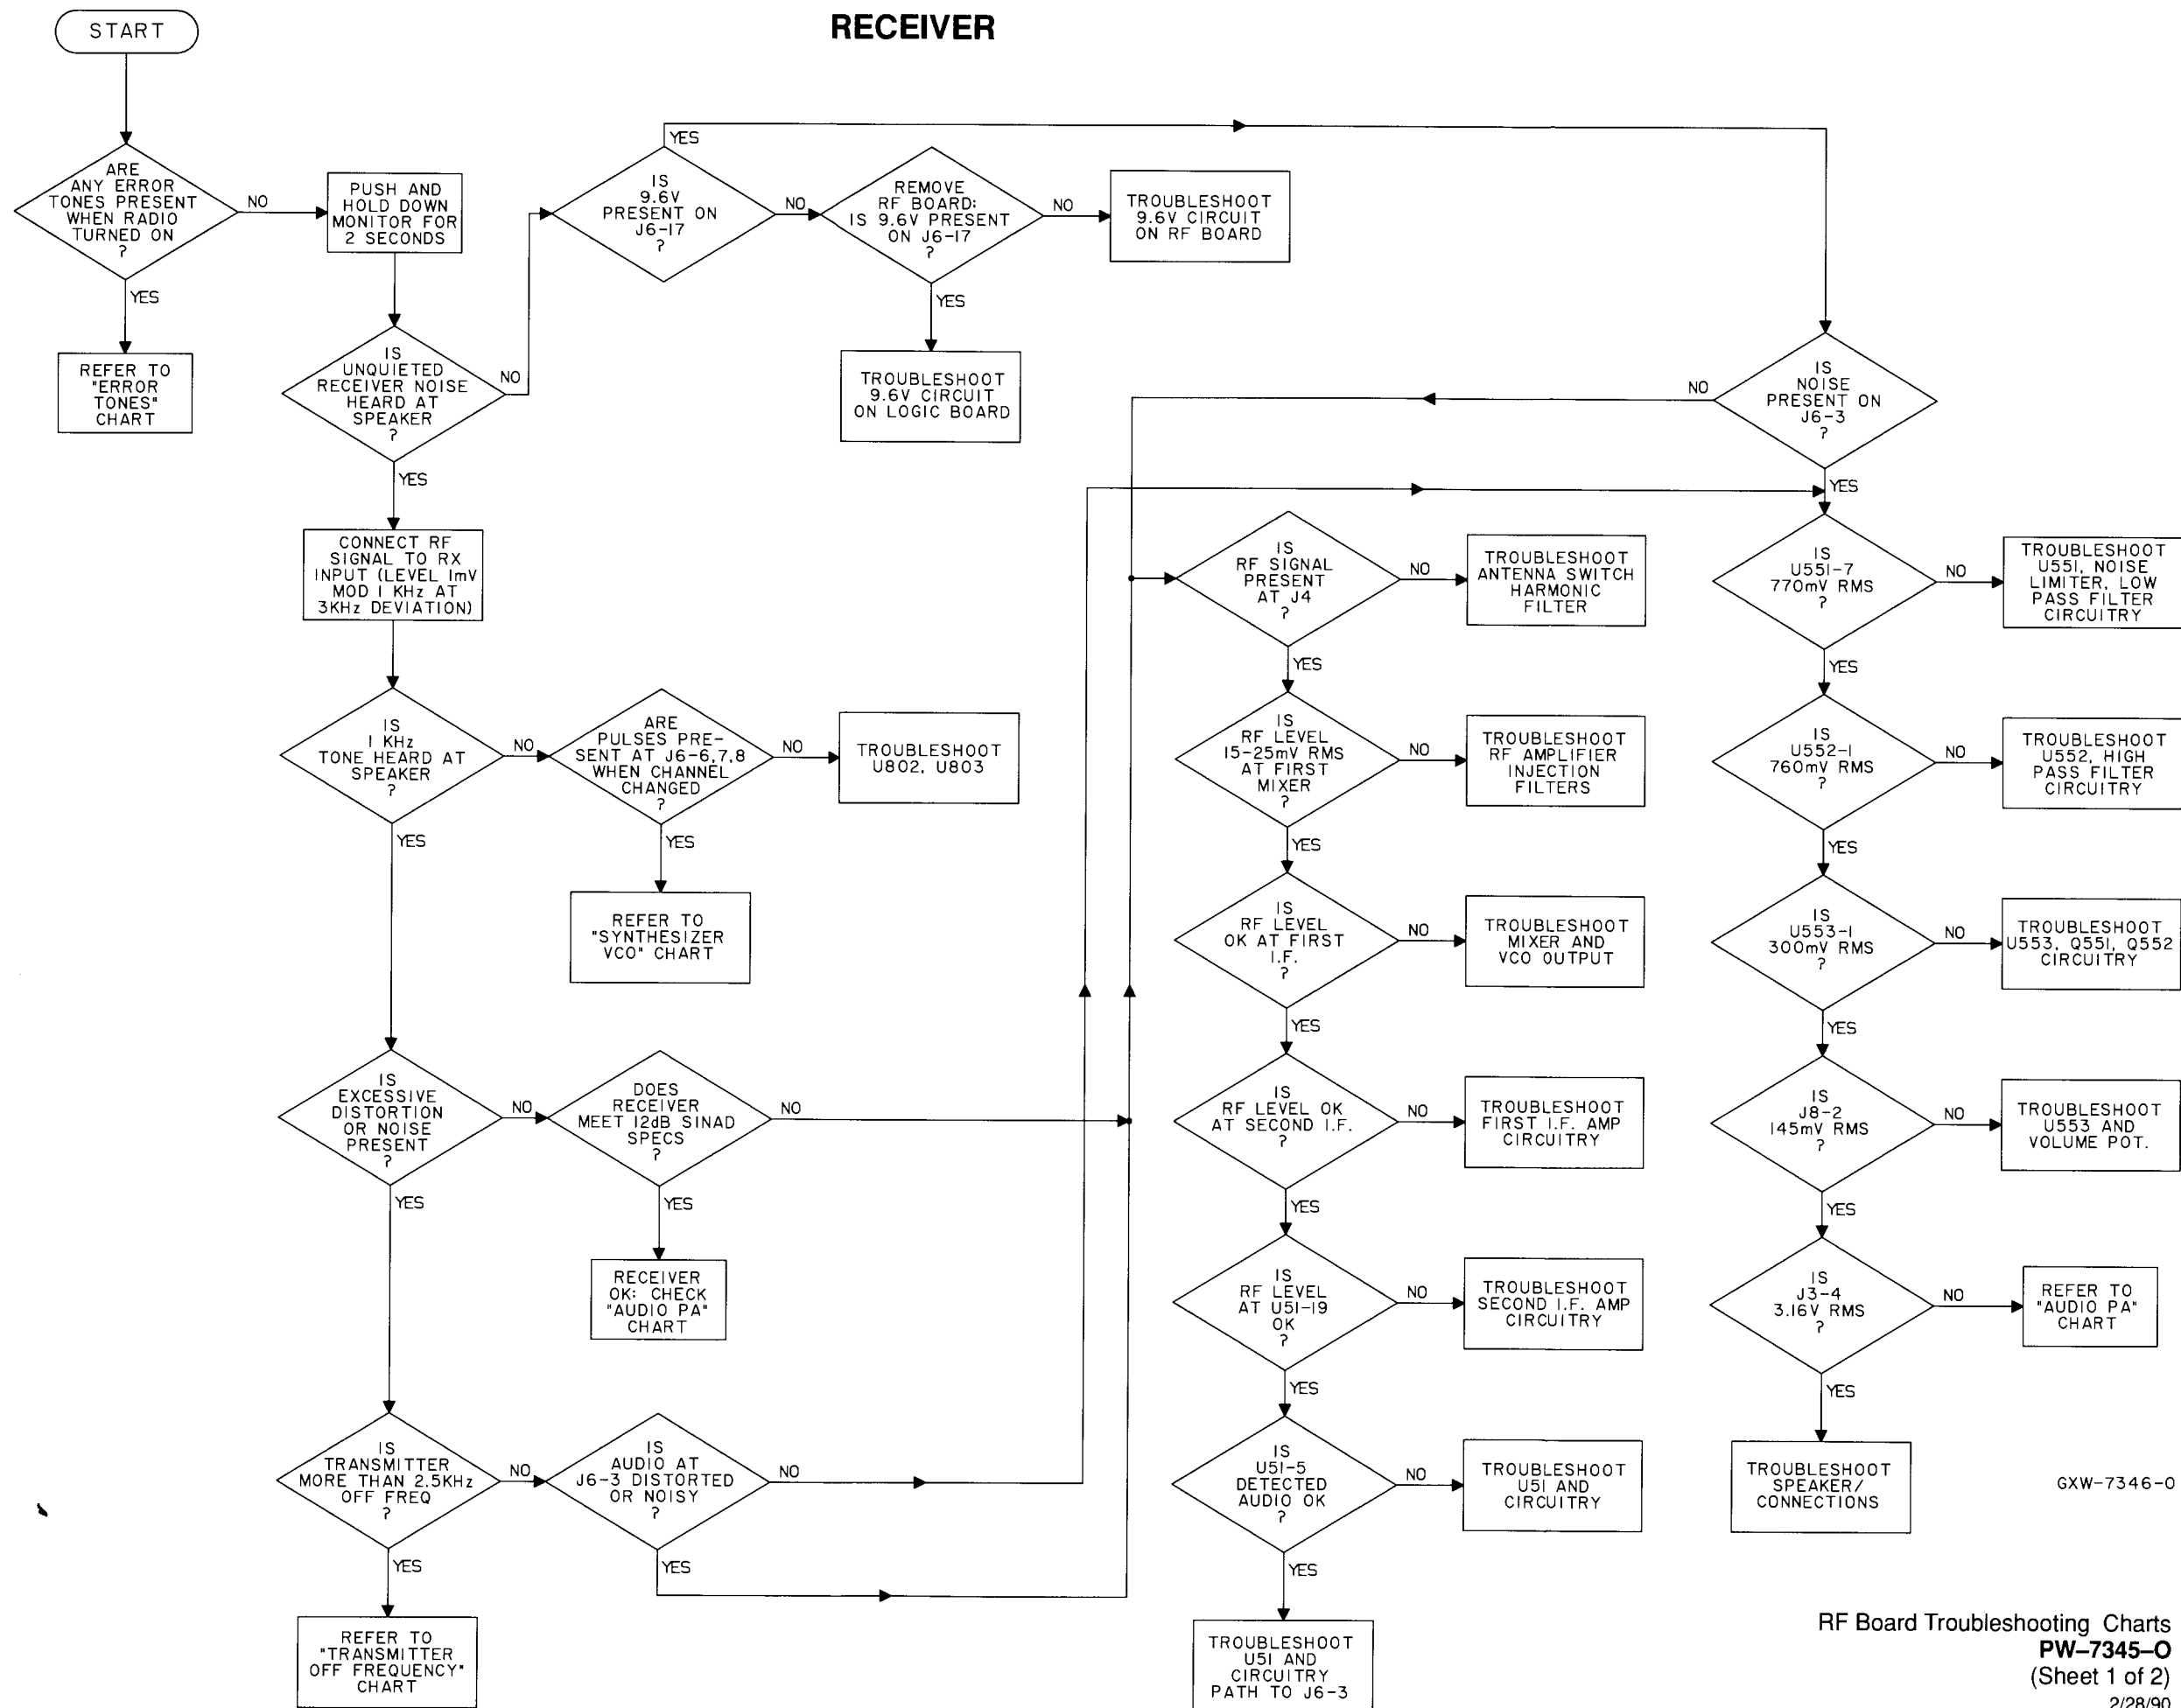 RECEIVER
START
ARE
ANY ERROR
TONES PRESENT
WHEN RADIO
TURNED ON
?
NO
YES
REFER TO
"ERROR
TONES"
CHART
PUSH AND
HOLD DOWN
MONITOR FOR
2 SECONDS
IS
UNQUIETED
RECEIVER NOISE
HEARD AT
SPEAKER
?
NO
YES
IS
9.6V
PRESENT ON
J6-17
?
YES
NO
REMOVE
RF BOARD:
IS 9.6V PRESENT
ON J6-17
?
NO
YES
TROUBLESHOOT
9.6V CIRCUIT
ON RF BOARD
TROUBLESHOOT
9.6V CIRCUIT
ON LOGIC BOARD
CONNECT RF
SIGNAL TO RX
INPUT (LEVEL 1mV
MOD 1 KHz AT
3KHz DEVIATION)
IS
1 KHz
TONE HEARD AT
SPEAKER
?
NO
YES
ARE
PULSES PRE-
SENT AT J6-6,7,8
WHEN CHANNEL
CHANGED
?
NO
YES
TROUBLESHOOT
U802, U803
REFER TO
"SYNTHESIZER
VCO" CHART
IS
EXCESSIVE
DISTORTION
OR NOISE
PRESENT
?
NO
YES
DOES
RECEIVER
MEET 12dB SINAD
SPECS
?
NO
YES
RECEIVER
OK: CHECK
"AUDIO PA"
CHART
IS
TRANSMITTER
MORE THAN 2.5KHz
OFF FREQ
?
NO
YES
IS
AUDIO AT
J6-3 DISTORTED
OR NOISY
?
NO
YES
REFER TO
"TRANSMITTER
OFF FREQUENCY"
CHART
IS
RF SIGNAL
PRESENT
AT J4
?
NO
YES
TROUBLESHOOT
ANTENNA SWITCH
HARMONIC
FILTER
IS
RF LEVEL
15-25mV RMS
AT FIRST
MIXER
?
NO
YES
TROUBLESHOOT
RF AMPLIFIER
INJECTION
FILTERS
IS
RF LEVEL
OK AT FIRST
I.F.
?
NO
YES
TROUBLESHOOT
MIXER AND
VCO OUTPUT
IS
RF LEVEL OK
AT SECOND I.F.
?
NO
YES
TROUBLESHOOT
FIRST I.F. AMP
CIRCUITRY
IS
RF LEVEL
AT U51-19
OK
?
NO
YES
TROUBLESHOOT
SECOND I.F. AMP
CIRCUITRY
IS
U51-5
DETECTED
AUDIO OK
?
NO
YES
TROUBLESHOOT
U51 AND
CIRCUITRY
TROUBLESHOOT
U51 AND
CIRCUITRY
PATH TO J6-3
IS
NOISE
PRESENT ON
J6-3
?
NO
YES
IS
U551-7
770mV RMS
?
NO
YES
TROUBLESHOOT
U551, NOISE
LIMITER, LOW
PASS FILTER
CIRCUITRY
IS
U552-1
760mV RMS
?
NO
YES
TROUBLESHOOT
U552, HIGH
PASS FILTER
CIRCUITRY
IS
U553-1
300mV RMS
?
NO
YES
TROUBLESHOOT
U553, Q551, Q552
CIRCUITRY
IS
J8-2
145mV RMS
?
NO
YES
TROUBLESHOOT
U553 AND
VOLUME POT.
IS
J3-4
3.16V RMS
?
NO
YES
REFER TO
"AUDIO PA"
CHART
TROUBLESHOOT
SPEAKER/
CONNECTIONS
GXW-7346-O
RF Board Troubleshooting Charts
PW–7345–O
(Sheet 1 of 2)
2/28/90